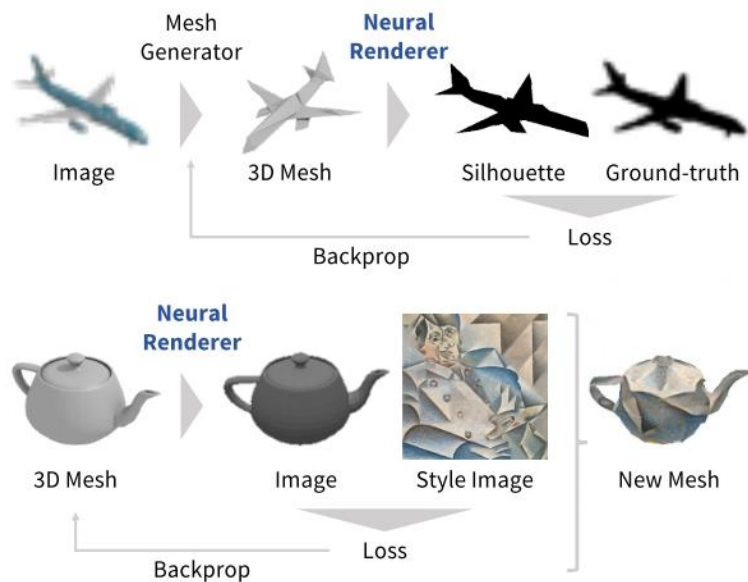 Mesh
Generator
Neural
Renderer
Image
3D Mesh
Silhouette
Ground-truth
Loss
Backprop
Neural
Renderer
3D Mesh
Image
Style Image
New Mesh
Loss
Backprop